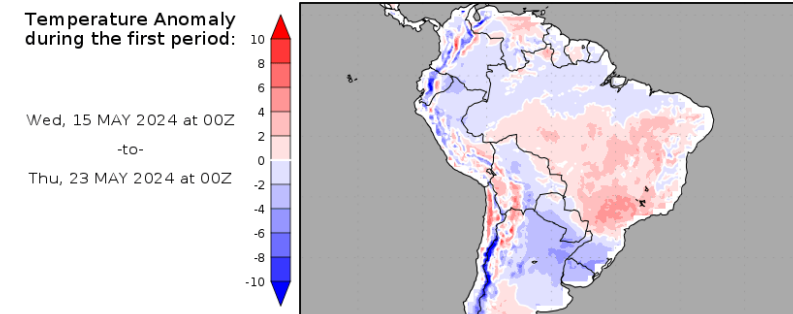 Temperature Anomaly
during the first period:
Wed, 15 MAY 2024 at 00Z
-to-
Thu, 23 MAY 2024 at 00Z
10
8
6
4
2
0
-2
-4
-6
-8
-10